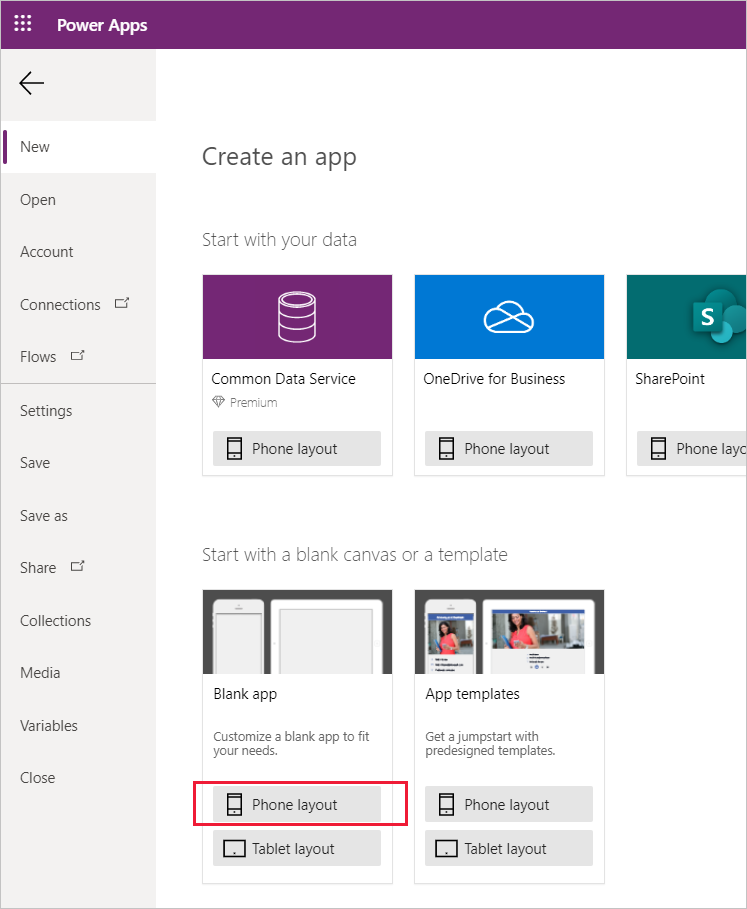 Power Apps
New
Open
Account
Connections
Flows
Settings
Save
Save as
Share
Collections
Media
Variables
Close
Create an app
Start with your data
Common Data Service
Premium
Phone layout
OneDrive for Business
Phone layout
S
SharePoint
Phone layo
Start with a blank canvas or a template
Blank app
Customize a blank app to fit
your needs.
Phone layout
Tablet layout
App templates
Get a jumpstart with
predesigned templates.
Phone layout
Tablet layout